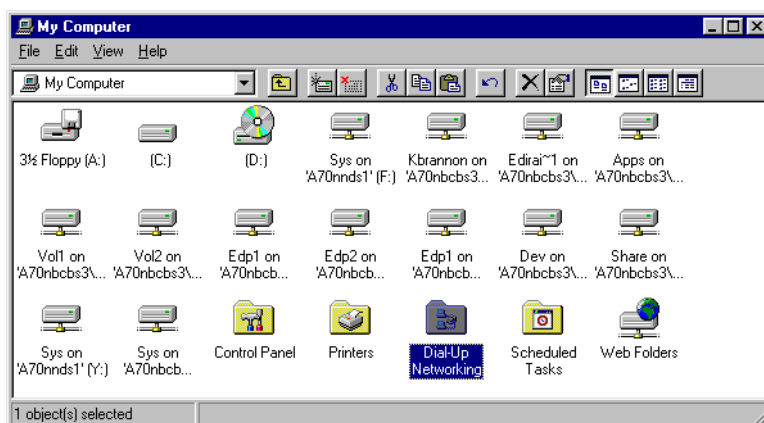 My Computer
File Edit View Help
My Computer
3½ Floppy (A:) (C:) (D:) Sys on 'A70nnds1' (F:) Kbrannon on 'A70nbcbs3... Edirai~1 on 'A70nbcbs3\... Apps on 'A70nbcbs3\...
Vol1 on 'A70nbcbs3\... Vol2 on 'A70nbcbs3\... Edp1 on 'A70nbcb... Edp2 on 'A70nbcb... Edp1 on 'A70nbcb... Dev on 'A70nbcbs3\... Share on 'A70nbcbs3\...
Sys on 'A70nnds1' (Y:) Sys on 'A70nbcb... Control Panel Printers Dial-Up Networking Scheduled Tasks Web Folders
1 object(s) selected